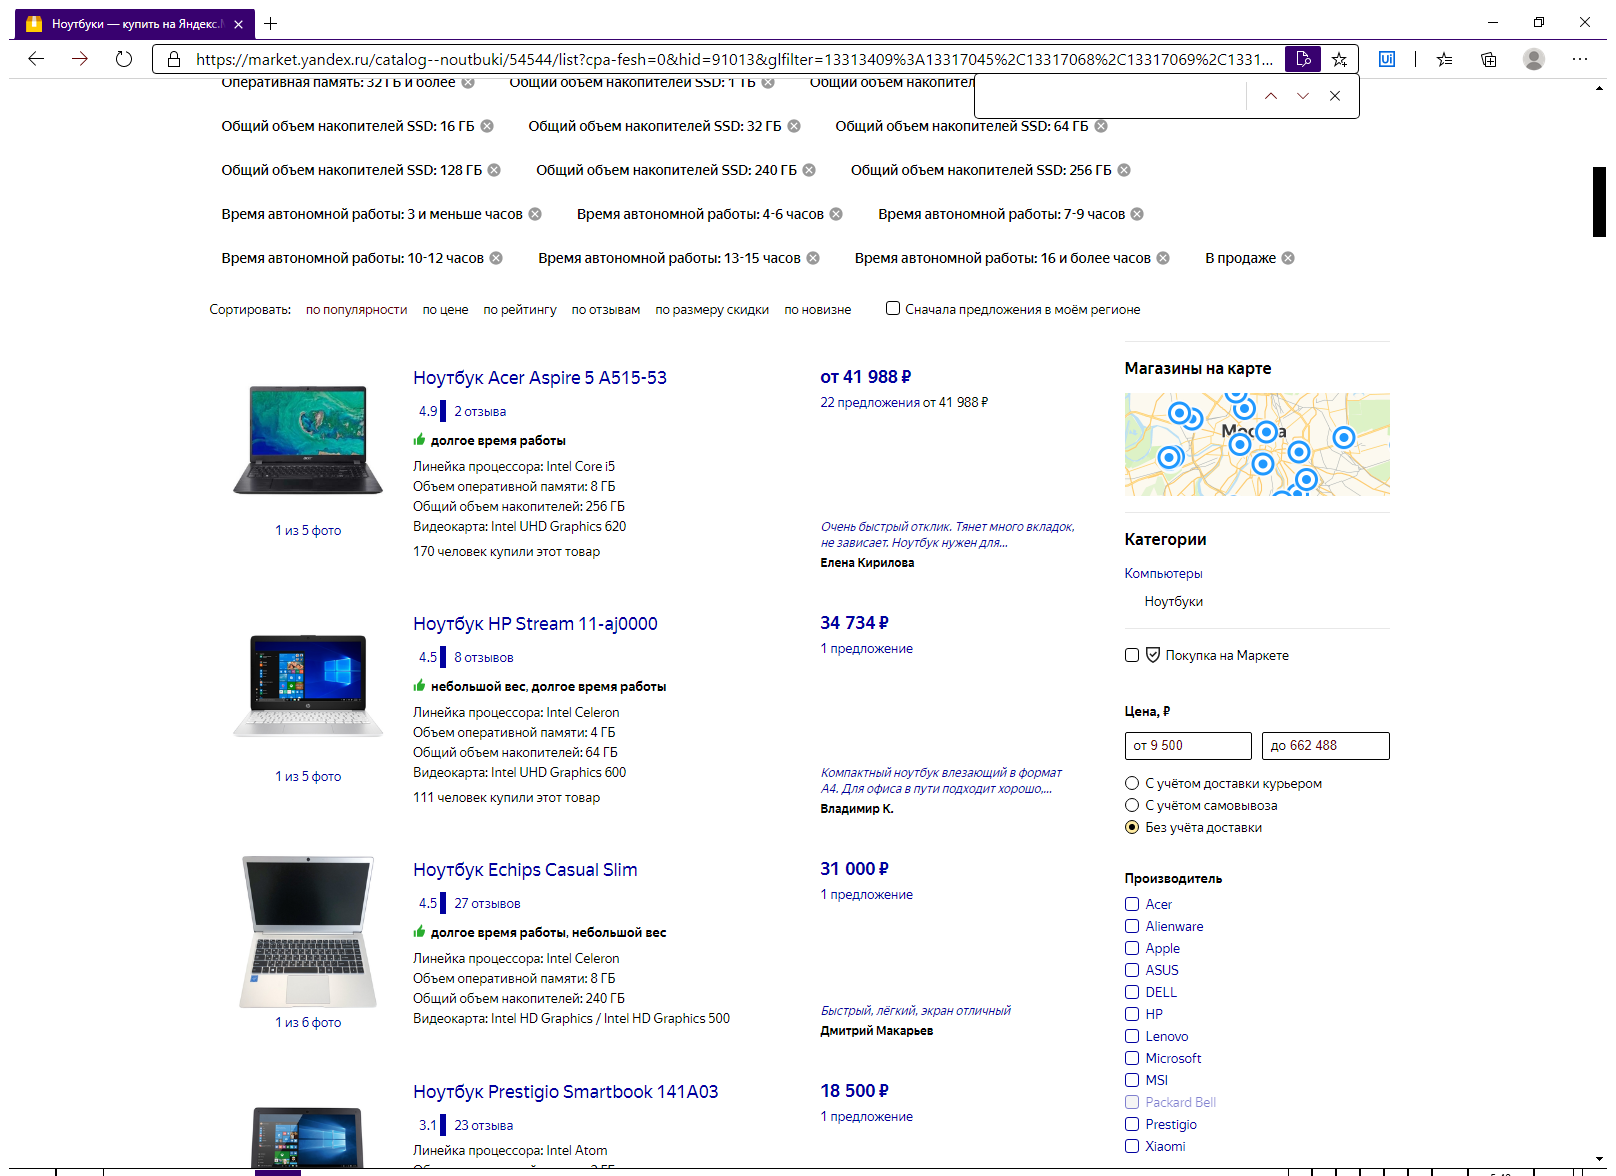 Ноутбуки — купить на Яндекс.
https://market.yandex.ru/catalog--noutbuki/54544/list?cpa-fesh=0&hid=91013&glfilter=13313409%3A13317045%2C13317068%2C13317069%2C1331...
Оперативная память: 32 ГБ и более Общий объем накопителей SSD: 1 ТБ Общий объем накопител
Общий объем накопителей SSD: 16 ГБ Общий объем накопителей SSD: 32 ГБ Общий объем накопителей SSD: 64 ГБ
Общий объем накопителей SSD: 128 ГБ Общий объем накопителей SSD: 240 ГБ Общий объем накопителей SSD: 256 ГБ
Время автономной работы: 3 и меньше часов Время автономной работы: 4-6 часов Время автономной работы: 7-9 часов
Время автономной работы: 10-12 часов Время автономной работы: 13-15 часов Время автономной работы: 16 и более часов В продаже
Сортировать: по популярности по цене по рейтингу по отзывам по размеру скидки по новизне Сначала предложения в моём регионе
Ноутбук Acer Aspire 5 A515-53
4.9 2 отзыва
долгое время работы
Линейка процессора: Intel Core i5
Объем оперативной памяти: 8 ГБ
Общий объем накопителей: 256 ГБ
Видеокарта: Intel UHD Graphics 620
170 человек купили этот товар
1 из 5 фото
от 41 988 ₽
22 предложения от 41 988 ₽
Очень быстрый отклик. Тянет много вкладок,
не зависает. Ноутбук нужен для...
Елена Кирилова
Ноутбук HP Stream 11-aj0000
4.5 8 отзывов
небольшой вес, долгое время работы
Линейка процессора: Intel Celeron
Объем оперативной памяти: 4 ГБ
Общий объем накопителей: 64 ГБ
Видеокарта: Intel UHD Graphics 600
111 человек купили этот товар
1 из 5 фото
34 734 ₽
1 предложение
Компактный ноутбук влезающий в формат
А4. Для офиса в пути подходит хорошо,...
Владимир К.
Ноутбук Echips Casual Slim
4.5 27 отзывов
долгое время работы, небольшой вес
Линейка процессора: Intel Celeron
Объем оперативной памяти: 8 ГБ
Общий объем накопителей: 240 ГБ
Видеокарта: Intel HD Graphics / Intel HD Graphics 500
1 из 6 фото
31 000 ₽
1 предложение
Быстрый, лёгкий, экран отличный
Дмитрий Макарьев
Ноутбук Prestigio Smartbook 141A03
3.1 23 отзыва
Линейка процессора: Intel Atom
18 500 ₽
1 предложение
Магазины на карте
Москва
Категории
Компьютеры
Ноутбуки
Покупка на Маркете
Цена, ₽
от 9 500 до 662 488
С учётом доставки курьером
С учётом самовывоза
Без учёта доставки
Производитель
Acer
Alienware
Apple
ASUS
DELL
HP
Lenovo
Microsoft
MSI
Packard Bell
Prestigio
Xiaomi